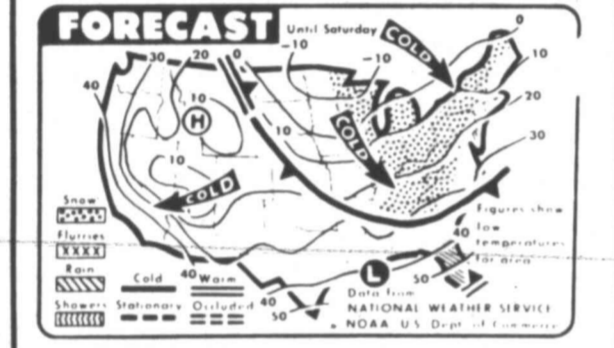 FORECAST
Until Saturday
COLD
0
40
30
20
0
-10
-10
10
10
20
30
10
H
10
10
COLD
COLD
Snow
Flurries
XXXX
Rain
Showers
Cold
Warm
Stationary
Occluded
40
40
50
L
40
50
Figures show
low
temperatures
for area
Data from
NATIONAL WEATHER SERVICE
NOAA U S Dept of Commerce